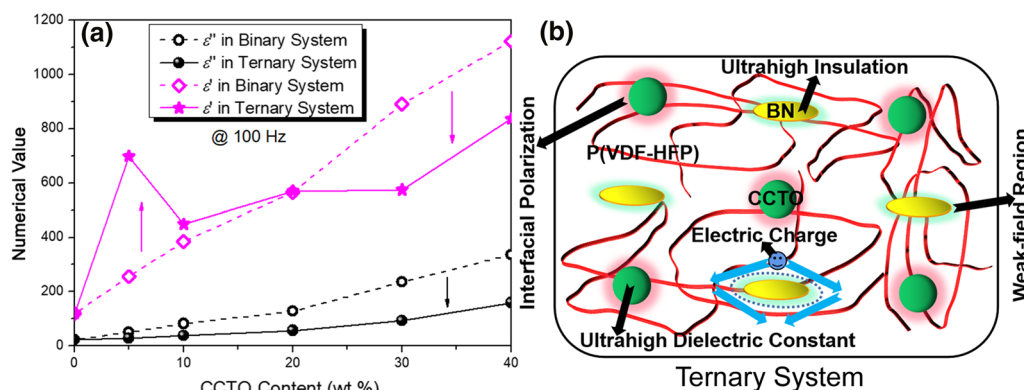 (a)
ε'' in Binary System
ε'' in Ternary System
ε' in Binary System
ε' in Ternary System
@ 100 Hz
Numerical Value
1200
1000
800
600
400
200
0
0
10
20
30
40
CCTO Content (wt %)
(b)
Ultrahigh Insulation
BN
P(VDF-HFP)
CCTO
Electric Charge
Ultrahigh Dielectric Constant
Interfacial Polarization
Weak-field Region
Ternary System